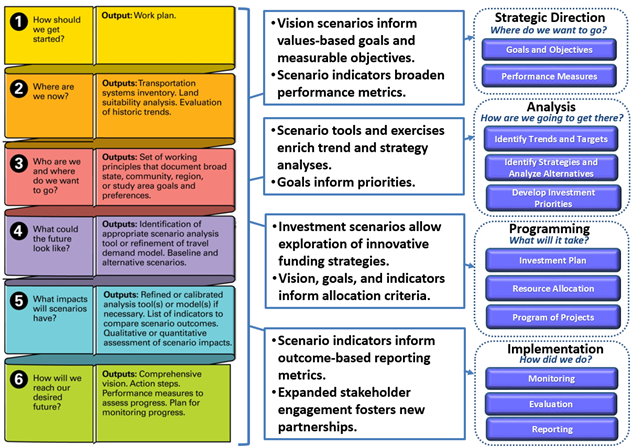 1
How should
we get
started?
Output: Work plan.
2
Where are
we now?
Outputs: Transportation
systems inventory. Land
suitability analysis. Evaluation
of historic trends.
3
Who are we
and where
do we want
to go?
Outputs: Set of working
principles that document broad
state, community, region,
or study area goals and
preferences.
4
What could
the future
look like?
Outputs: Identification of
appropriate scenario analysis
tool or refinement of travel
demand model. Baseline and
alternative scenarios.
5
What impacts
will scenarios
have?
Outputs: Refined or calibrated
analysis tool(s) or model(s) if
necessary. List of indicators to
compare scenario outcomes.
Qualitative or quantitative
assessment of scenario impacts.
6
How will we
reach our
desired
future?
Outputs: Comprehensive
vision. Action steps.
Performance measures to
assess progress. Plan for
monitoring progress.
•Vision scenarios inform
values-based goals and
measurable objectives.
•Scenario indicators broaden
performance metrics.
•Scenario tools and exercises
enrich trend and strategy
analyses.
•Goals inform priorities.
•Investment scenarios allow
exploration of innovative
funding strategies.
•Vision, goals, and indicators
inform allocation criteria.
•Scenario indicators inform
outcome-based reporting
metrics.
•Expanded stakeholder
engagement fosters new
partnerships.
Strategic Direction
Where do we want to go?
Goals and Objectives
Performance Measures
Analysis
How are we going to get there?
Identify Trends and Targets
Identify Strategies and
Analyze Alternatives
Develop Investment
Priorities
Programming
What will it take?
Investment Plan
Resource Allocation
Program of Projects
Implementation
How did we do?
Monitoring
Evaluation
Reporting